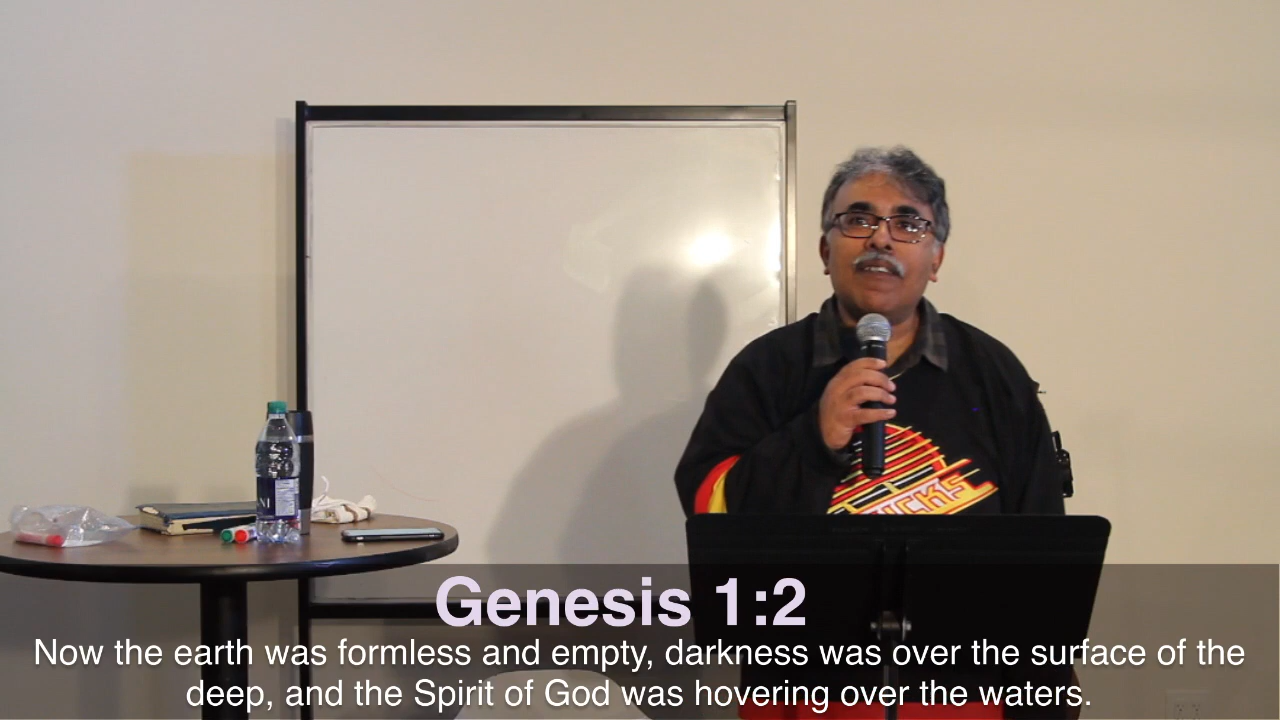 UCKS
Genesis 1:2
Now the earth was formless and empty, darkness was over the surface of the
deep, and the Spirit of God was hovering over the waters.